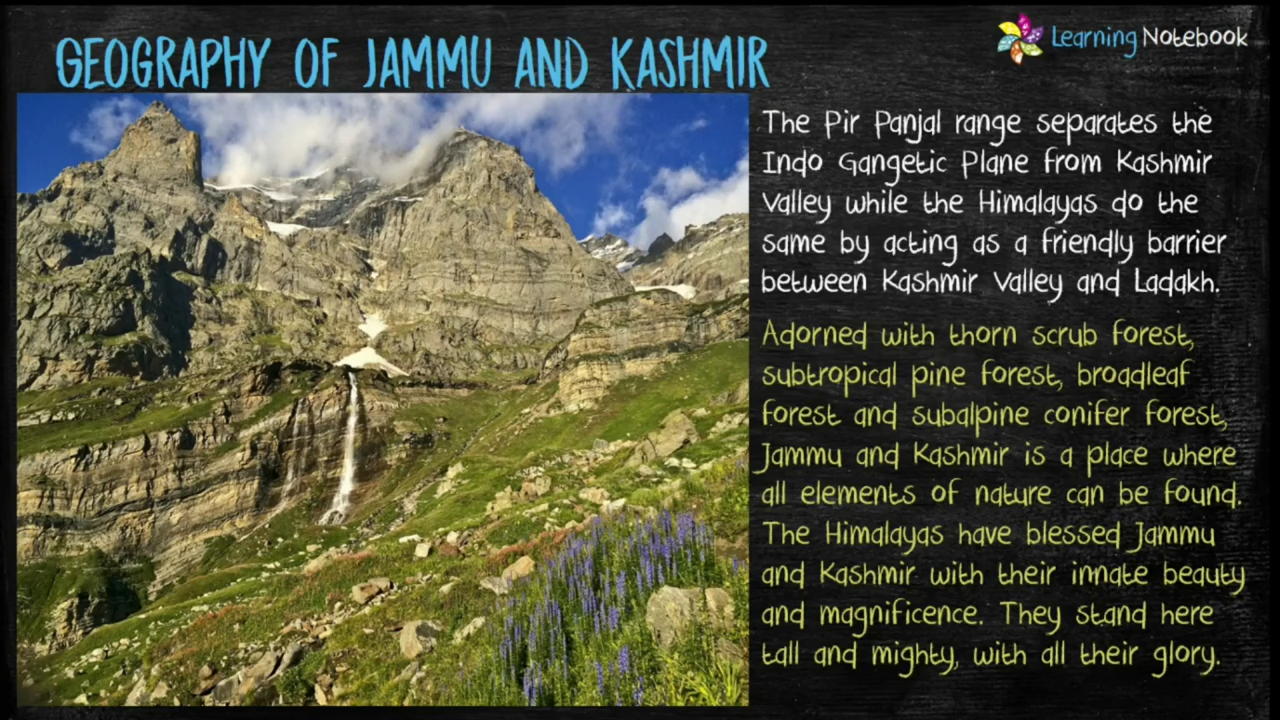 GEOGRAPHY OF JAMMU AND KASHMIR
Learning Notebook
The Pir Panjal range separates the
Indo Gangetic Plane from Kashmir
Valley while the Himalayas do the
same by acting as a friendly barrier
between Kashmir Valley and Ladakh.
Adorned with thorn scrub forest,
subtropical pine forest, broadleaf
forest and subalpine conifer forest,
Jammu and Kashmir is a place where
all elements of nature can be found.
The Himalayas have blessed Jammu
and Kashmir with their innate beauty
and magnificence. They stand here
tall and mighty, with all their glory.